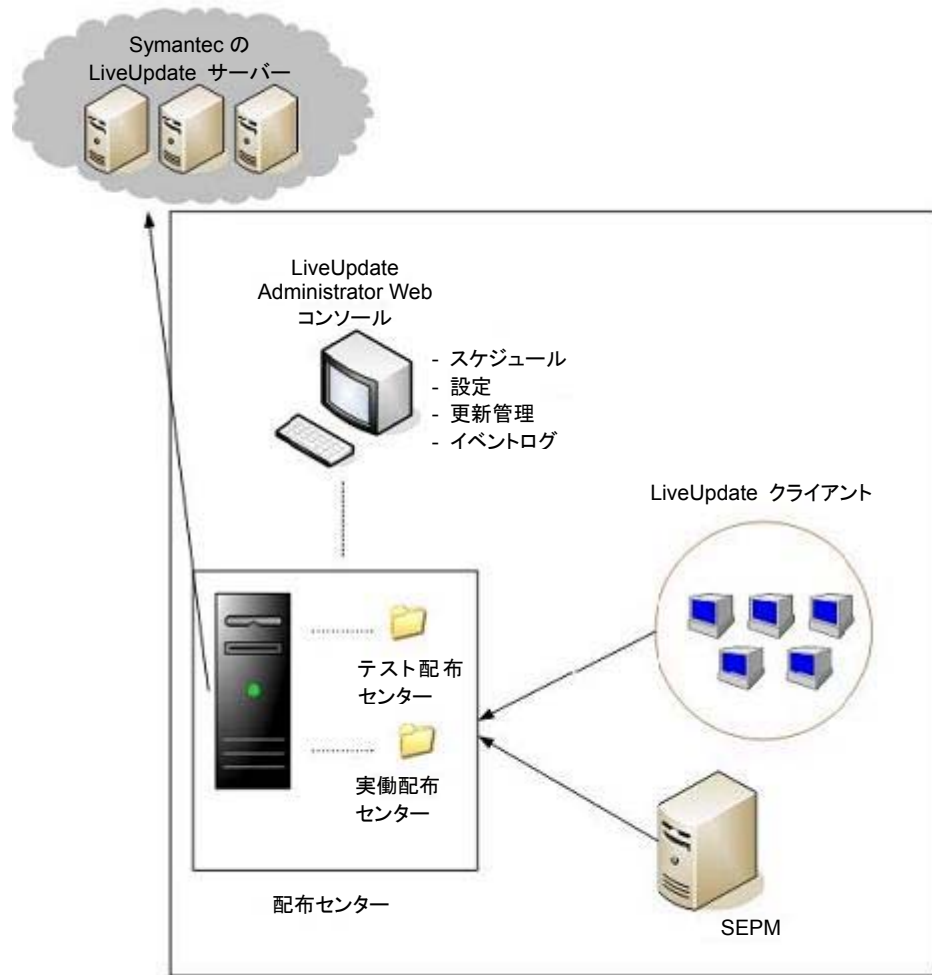 Symantec の
LiveUpdate サーバー
LiveUpdate
Administrator Web
コンソール
- スケジュール
- 設定
- 更新管理
- イベントログ
LiveUpdate クライアント
テスト配布
センター
実働配布
センター
配布センター
SEPM